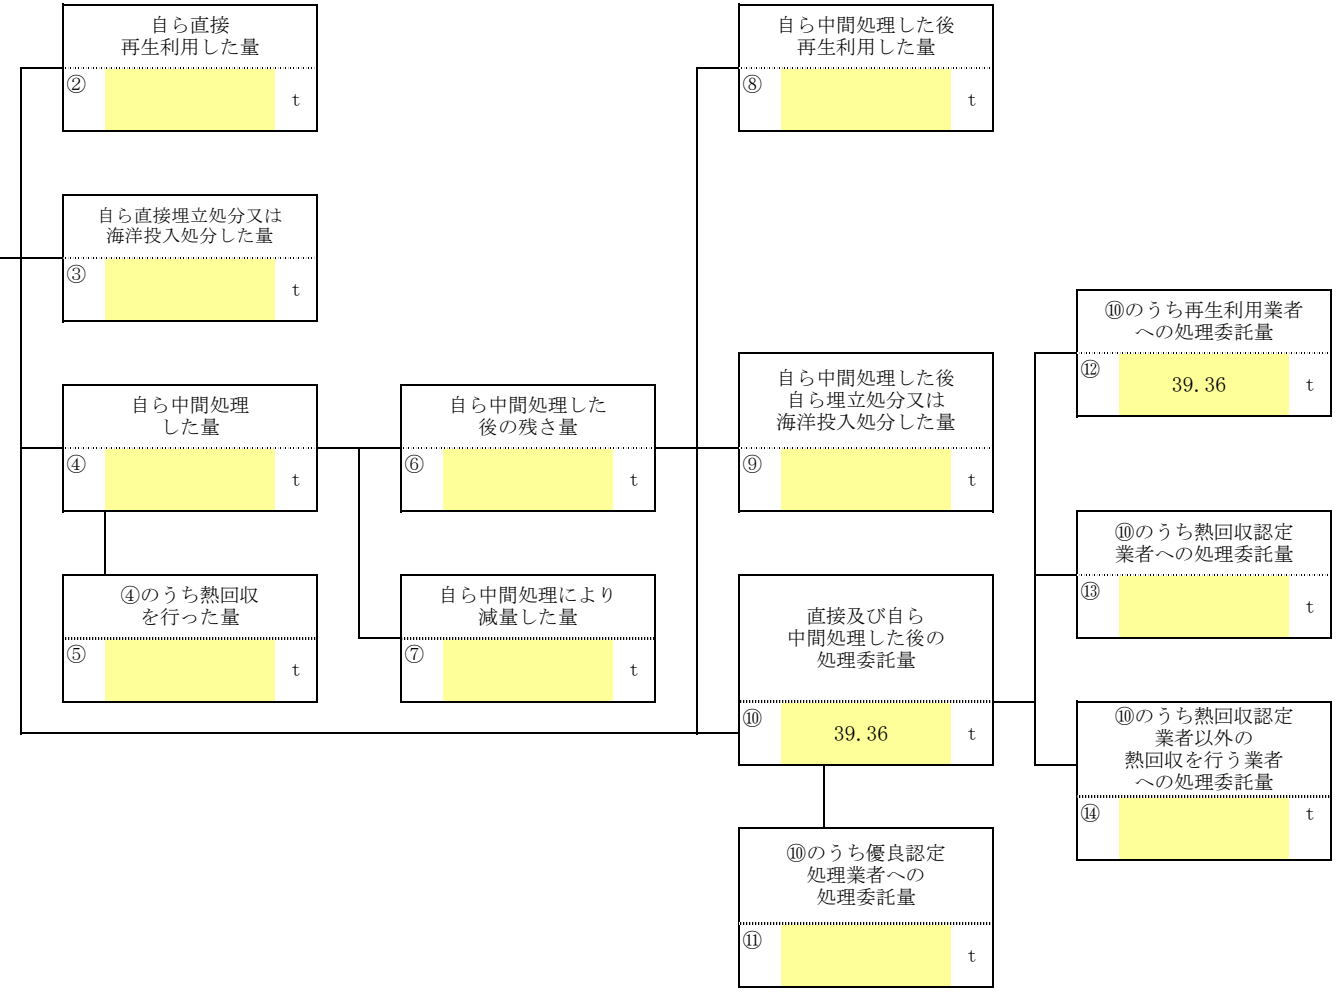 自ら直接
再生利用した量
②
t
自ら中間処理した後
再生利用した量
⑧
t
自ら直接埋立処分又は
海洋投入処分した量
③
t
⑩のうち再生利用業者
への処理委託量
⑫
39.36
t
自ら中間処理
した量
④
t
自ら中間処理した
後の残さ量
⑥
t
自ら中間処理した後
自ら埋立処分又は
海洋投入処分した量
⑨
t
⑩のうち熱回収認定
業者への処理委託量
⑬
t
④のうち熱回収
を行った量
⑤
t
自ら中間処理により
減量した量
⑦
t
直接及び自ら
中間処理した後の
処理委託量
⑩
39.36
t
⑩のうち熱回収認定
業者以外の
熱回収を行う業者
への処理委託量
⑭
t
⑩のうち優良認定
処理業者への
処理委託量
⑪
t